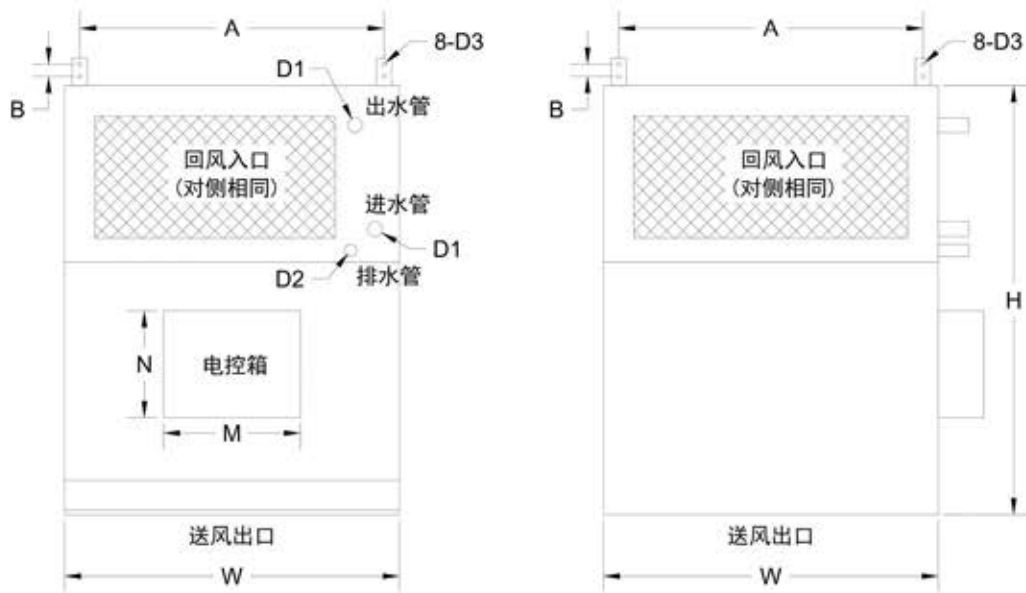 A
8-D3
D1
B
出水管
回风入口
(对侧相同)
进水管
D1
D2
排水管
N
电控箱
M
送风出口
W
A
8-D3
B
回风入口
(对侧相同)
H
送风出口
W